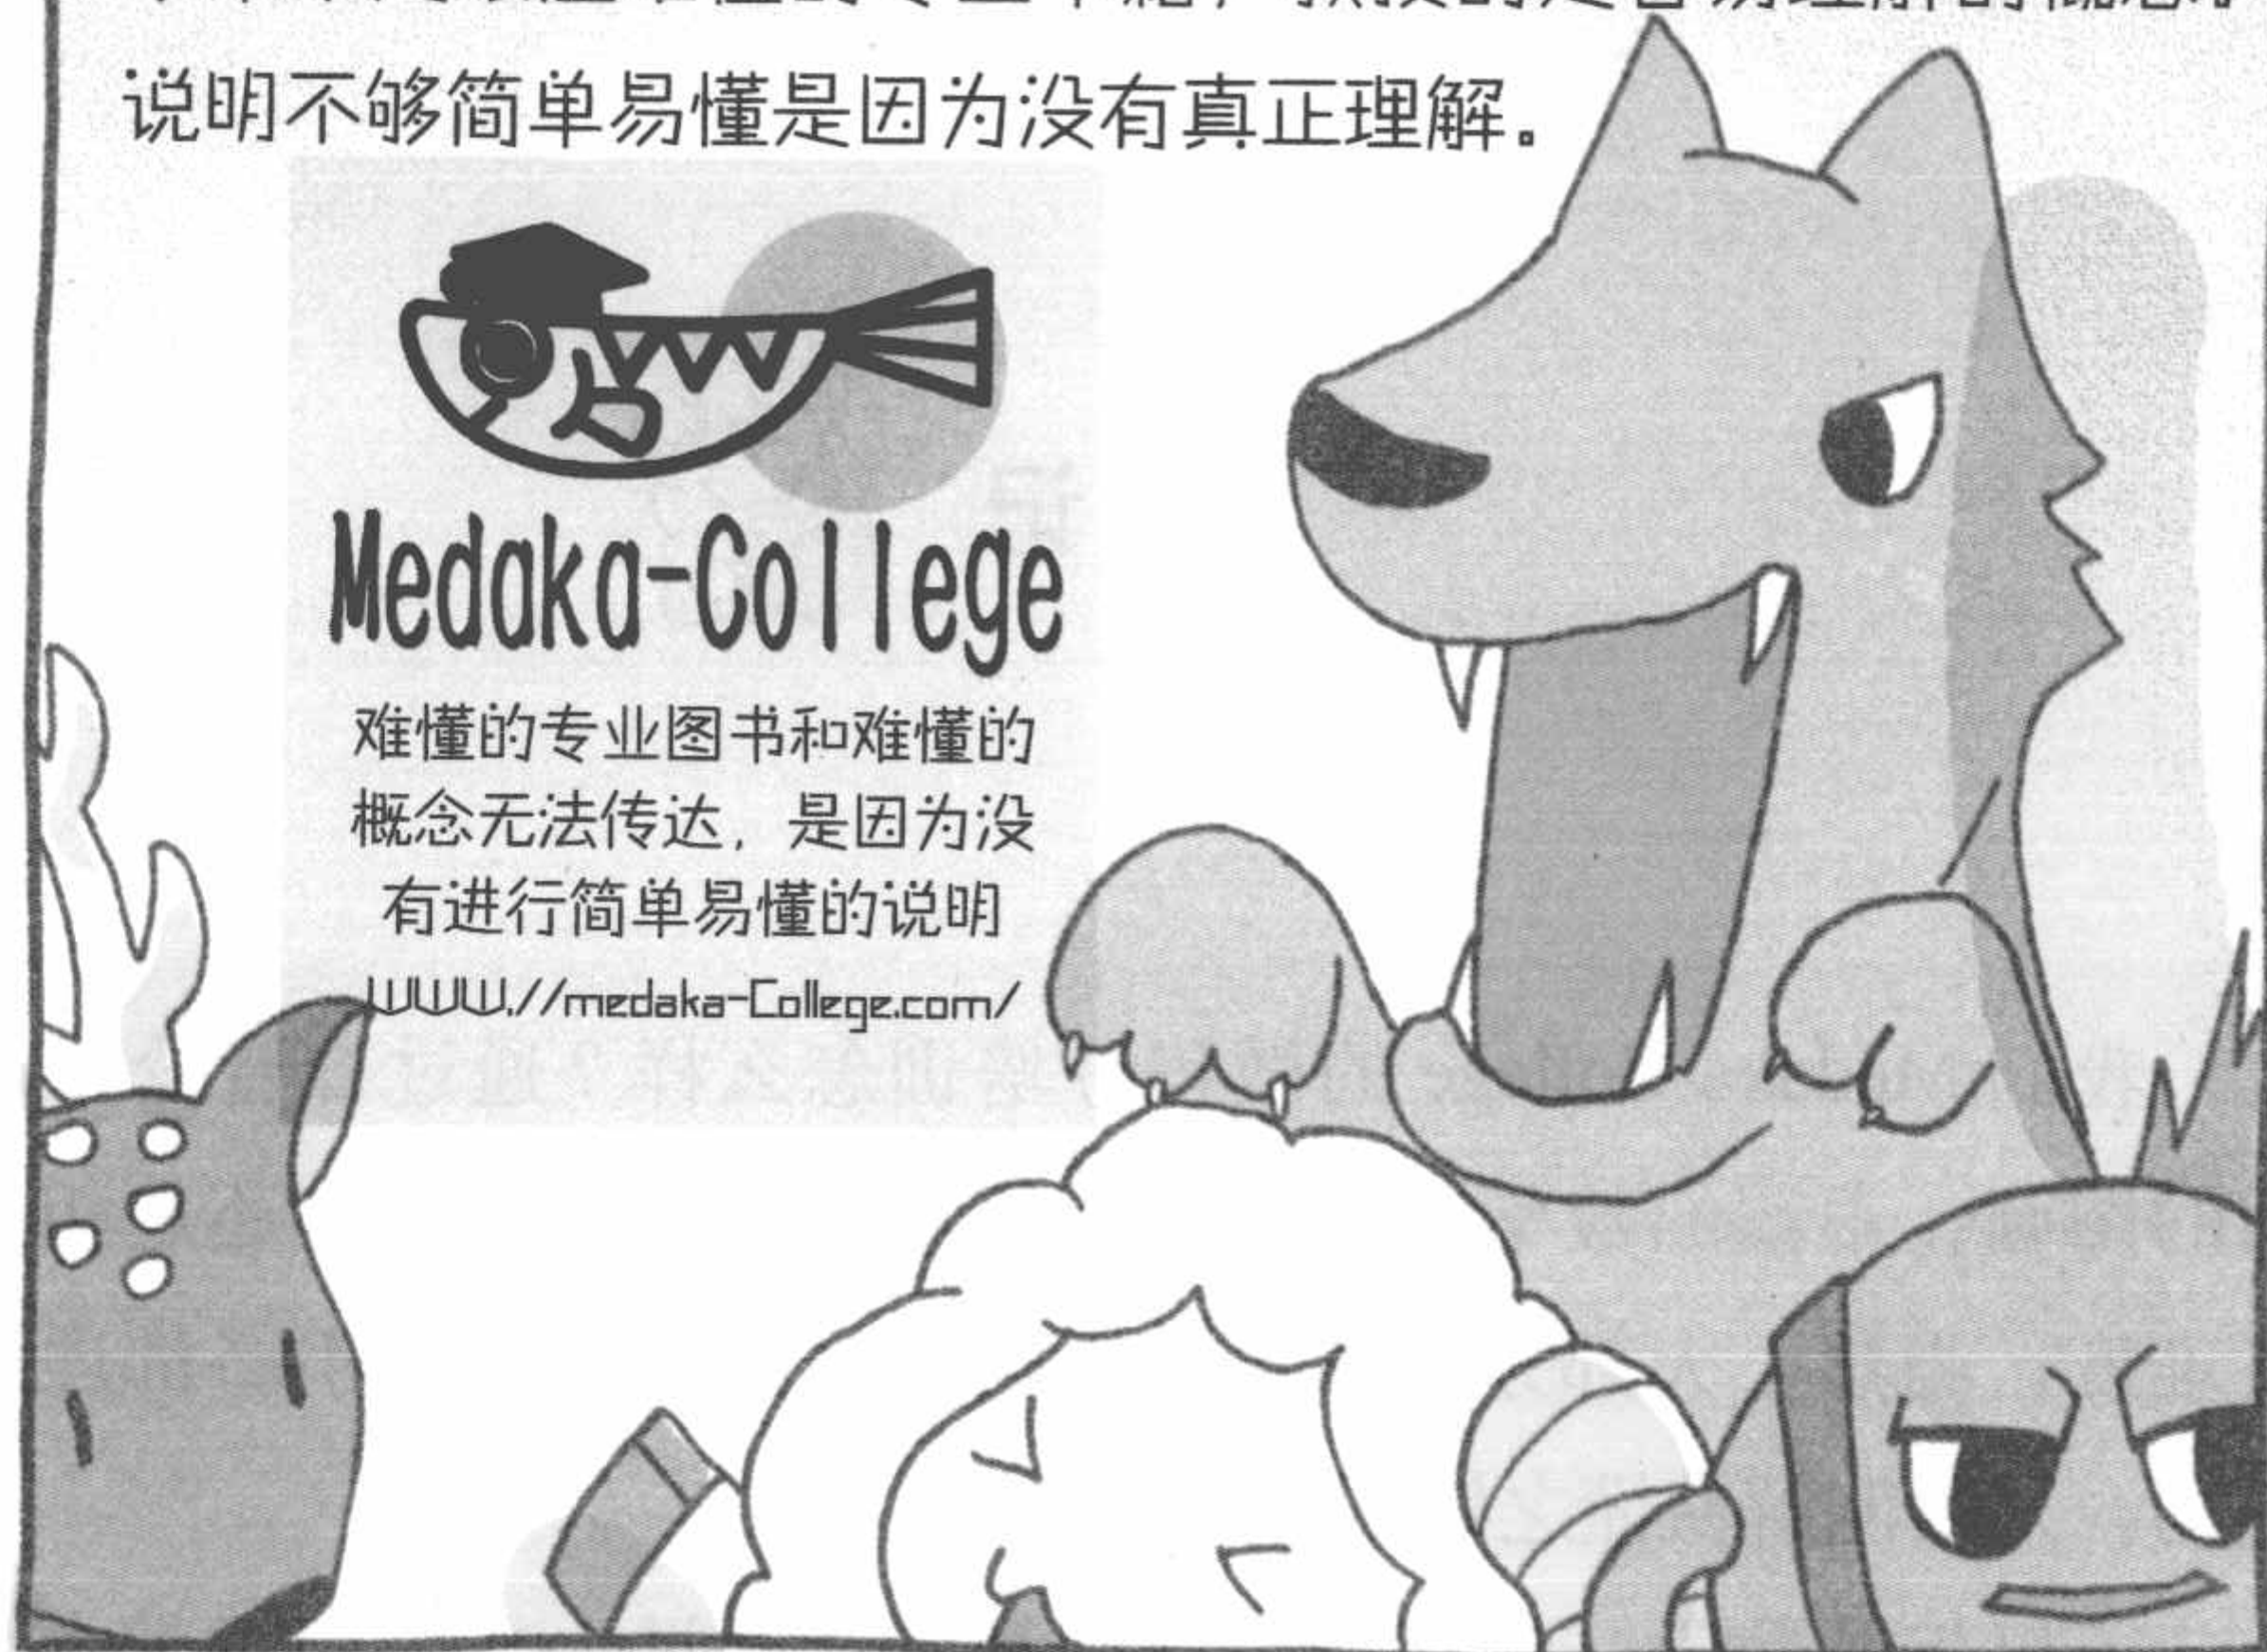 说明不够简单易懂是因为没有真正理解。
Medaka-College
难懂的专业图书和难懂的
概念无法传达，是因为没
有进行简单易懂的说明
WWW.//medaka-College.com/